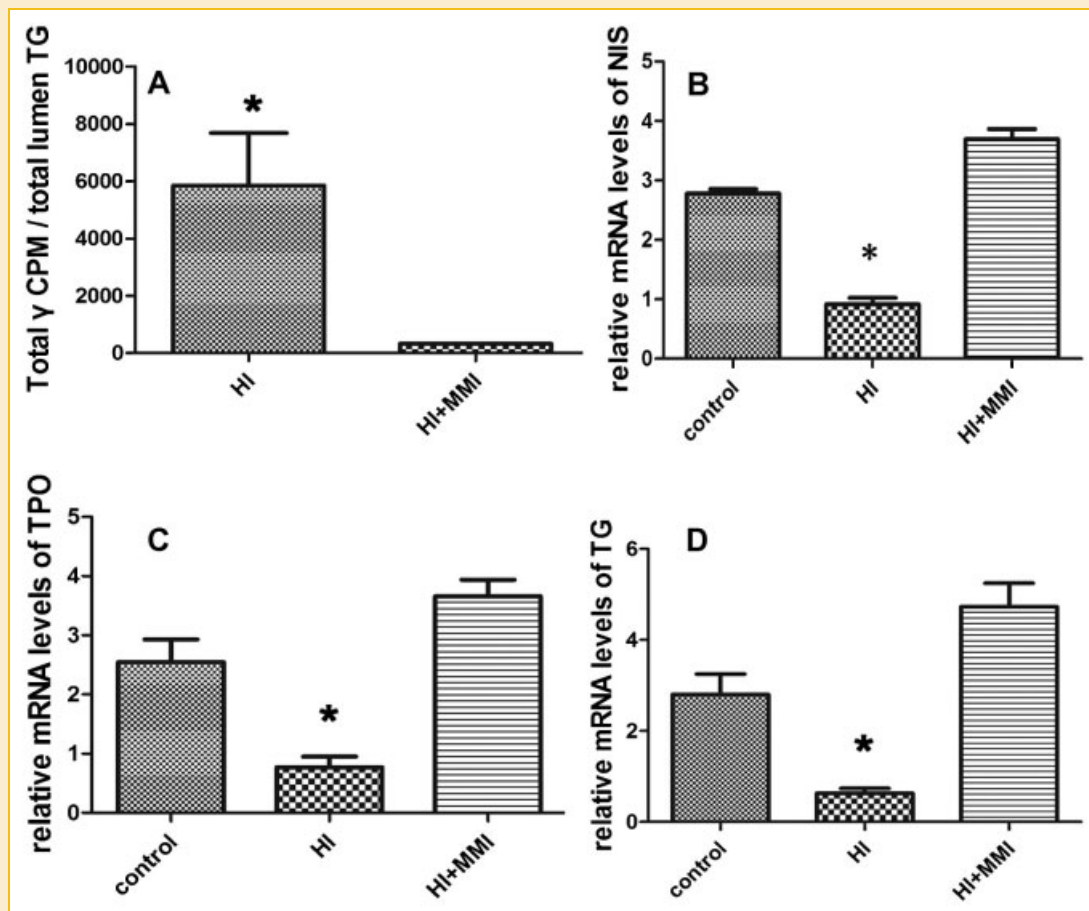 A
Total γ CPM / total lumen TG
10000
8000
6000
4000
2000
0
*
HI
HI+MMI
B
relative mRNA levels of NIS
5
4
3
2
1
0
*
control
HI
HI+MMI
C
relative mRNA levels of TPO
5
4
3
2
1
0
*
control
HI
HI+MMI
D
relative mRNA levels of TG
6
4
2
0
*
control
HI
HI+MMI